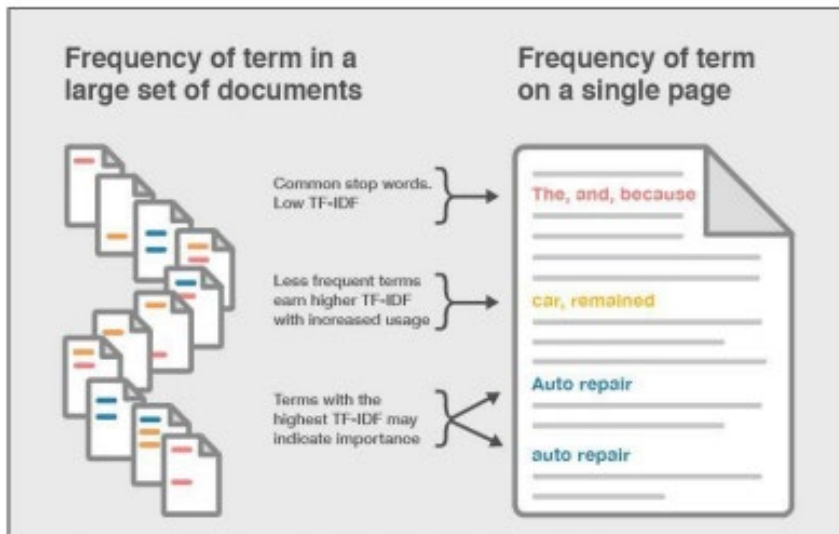 Frequency of term in a
large set of documents
Frequency of term
on a single page
Common stop words.
Low TF-IDF
The, and, because
Less frequent terms
earn higher TF-IDF
with increased usage
car, remained
Terms with the
highest TF-IDF may
indicate importance
Auto repair
auto repair